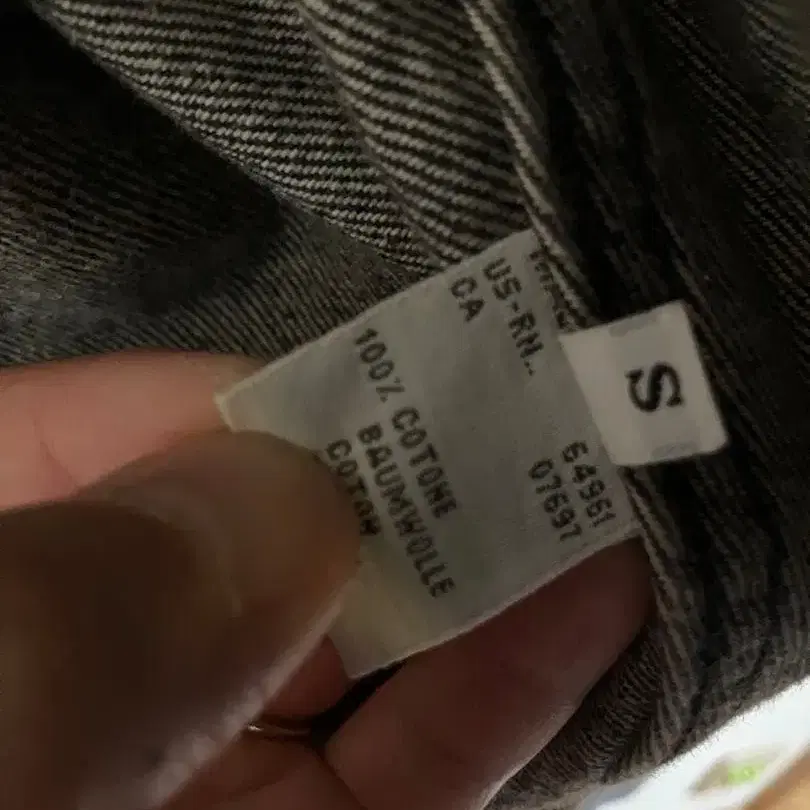 US-RN.. 64961
CA 07697
100% COTONE
BAUMWOLLE
COTON
S